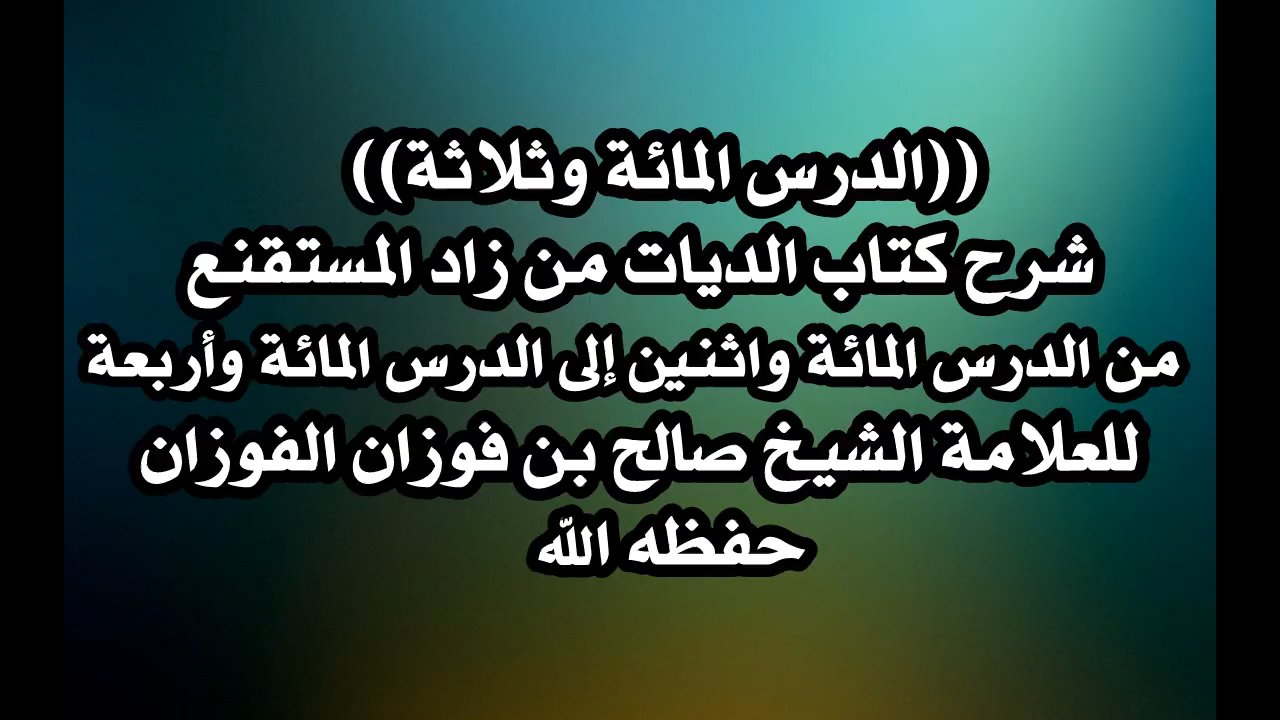 ((الدرس المائة وثلاثة))
شرح كتاب الديات من زاد المستقنع
من الدرس المائة واثنين إلى الدرس المائة وأربعة
للعلامة الشيخ صالح بن فوزان الفوزان
حفظه الله